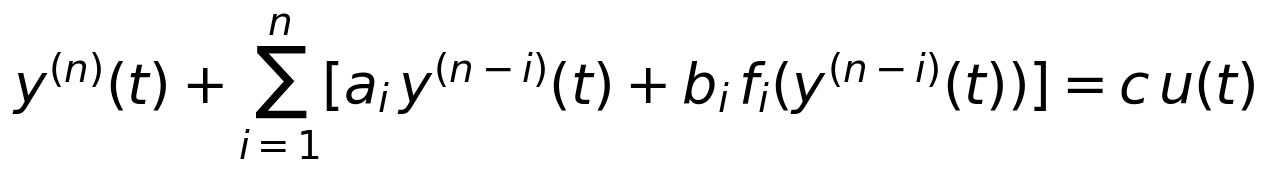 y^{(n)}(t) + \sum_{i=1}^{n} [a_i y^{(n-i)}(t) + b_i f_i(y^{(n-i)}(t))] = c u(t)